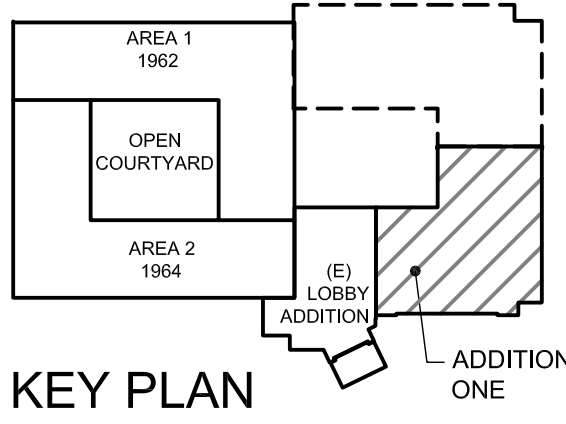 AREA 1
1962
OPEN
COURTYARD
AREA 2
1964
(E)
LOBBY
ADDITION
ADDITION
ONE
KEY PLAN